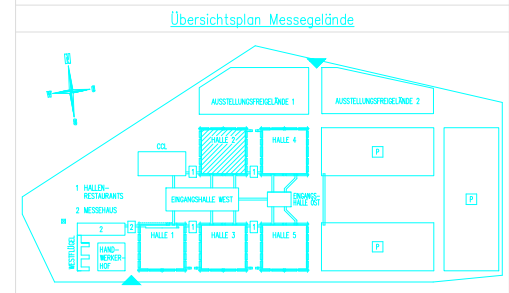 Übersichtsplan Messegelände
AUSSTELLUNGSFREIGELÄNDE 1
AUSSTELLUNGSFREIGELÄNDE 2
CCL
HALLE 2
HALLE 4
P
1
1
1 HALLEN-
RESTAURANTS
2 MESSEHAUS
EINGANGSHALLE WEST
EINGANGS-
HALLE OST
P
2
2
HALLE 1
1
HALLE 3
1
HALLE 5
WESTFLÜGEL
HAND-
WERKER-
HOF
P